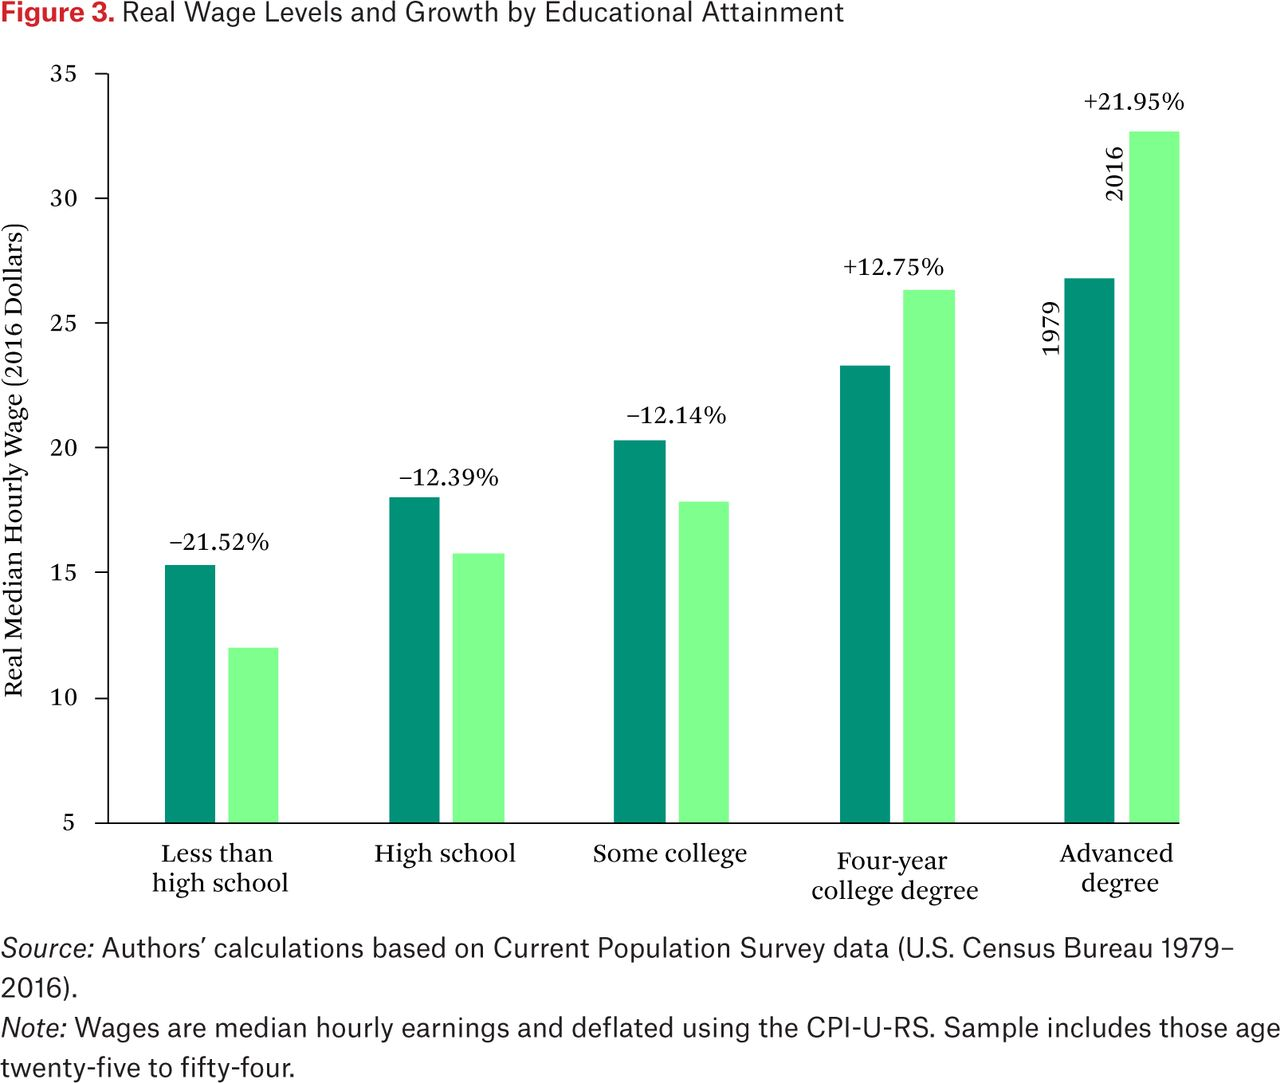 Figure 3. Real Wage Levels and Growth by Educational Attainment
Real Median Hourly Wage (2016 Dollars)
35
30
25
20
15
10
5
−21.52%
−12.39%
−12.14%
+12.75%
+21.95%
1979
2016
Less than
high school
High school
Some college
Four-year
college degree
Advanced
degree
Source: Authors’ calculations based on Current Population Survey data (U.S. Census Bureau 1979–
2016).
Note: Wages are median hourly earnings and deflated using the CPI-U-RS. Sample includes those age
twenty-five to fifty-four.